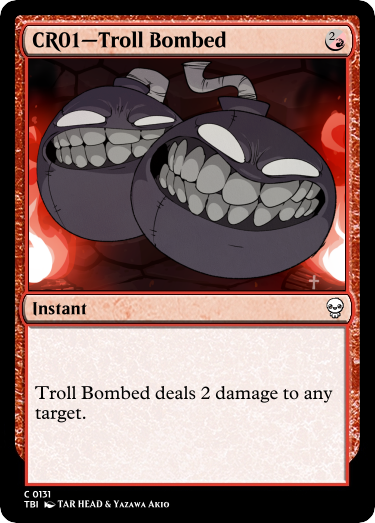 CR01—Troll Bombed
2
Instant
Troll Bombed deals 2 damage to any
target.
C 0131
TBI TAR HEAD & YAZAWA AKIO